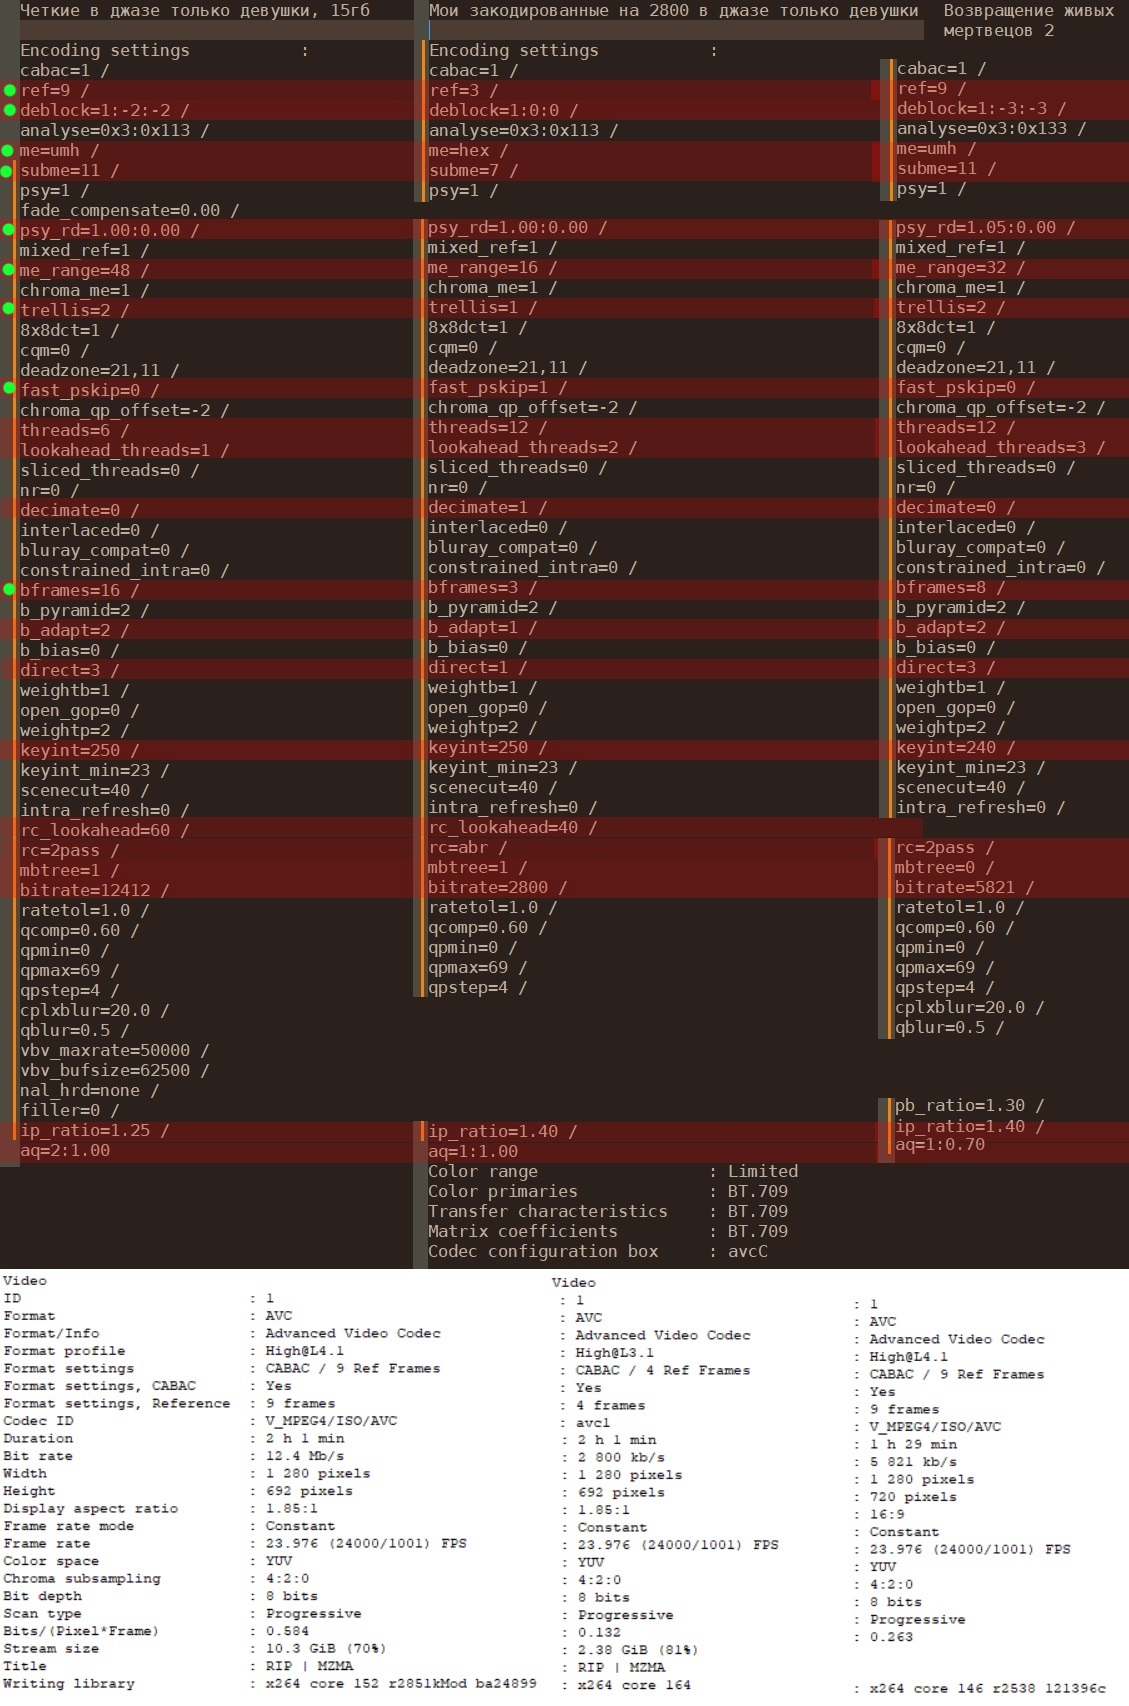 Четкие в джазе только девушки, 15гб
Encoding settings           :
cabac=1 /
ref=9 /
deblock=1:-2:-2 /
analyse=0x3:0x113 /
me=umh /
subme=11 /
psy=1 /
fade_compensate=0.00 /
psy_rd=1.00:0.00 /
mixed_ref=1 /
me_range=48 /
chroma_me=1 /
trellis=2 /
8x8dct=1 /
cqm=0 /
deadzone=21,11 /
fast_pskip=0 /
chroma_qp_offset=-2 /
threads=6 /
lookahead_threads=1 /
sliced_threads=0 /
nr=0 /
decimate=0 /
interlaced=0 /
bluray_compat=0 /
constrained_intra=0 /
bframes=16 /
b_pyramid=2 /
b_adapt=2 /
b_bias=0 /
direct=3 /
weightb=1 /
open_gop=0 /
weightp=2 /
keyint=250 /
keyint_min=23 /
scenecut=40 /
intra_refresh=0 /
rc_lookahead=60 /
rc=2pass /
mbtree=1 /
bitrate=12412 /
ratetol=1.0 /
qcomp=0.60 /
qpmin=0 /
qpmax=69 /
qpstep=4 /
cplxblur=20.0 /
qblur=0.5 /
vbv_maxrate=50000 /
vbv_bufsize=62500 /
nal_hrd=none /
filler=0 /
ip_ratio=1.25 /
aq=2:1.00
Мои закодированные на 2800 в джазе только девушки
Encoding settings           :
cabac=1 /
ref=3 /
deblock=1:0:0 /
analyse=0x3:0x113 /
me=hex /
subme=7 /
psy=1 /
psy_rd=1.00:0.00 /
mixed_ref=1 /
me_range=16 /
chroma_me=1 /
trellis=1 /
8x8dct=1 /
cqm=0 /
deadzone=21,11 /
fast_pskip=1 /
chroma_qp_offset=-2 /
threads=12 /
lookahead_threads=2 /
sliced_threads=0 /
nr=0 /
decimate=1 /
interlaced=0 /
bluray_compat=0 /
constrained_intra=0 /
bframes=3 /
b_pyramid=2 /
b_adapt=1 /
b_bias=0 /
direct=1 /
weightb=1 /
open_gop=0 /
weightp=2 /
keyint=250 /
keyint_min=23 /
scenecut=40 /
intra_refresh=0 /
rc_lookahead=40 /
rc=abr /
mbtree=1 /
bitrate=2800 /
ratetol=1.0 /
qcomp=0.60 /
qpmin=0 /
qpmax=69 /
qpstep=4 /
ip_ratio=1.40 /
aq=1:1.00
Color range                 : Limited
Color primaries             : BT.709
Transfer characteristics    : BT.709
Matrix coefficients         : BT.709
Codec configuration box     : avcC
Возвращение живых
мертвецов 2
cabac=1 /
ref=9 /
deblock=1:-3:-3 /
analyse=0x3:0x133 /
me=umh /
subme=11 /
psy=1 /
psy_rd=1.05:0.00 /
mixed_ref=1 /
me_range=32 /
chroma_me=1 /
trellis=2 /
8x8dct=1 /
cqm=0 /
deadzone=21,11 /
fast_pskip=0 /
chroma_qp_offset=-2 /
threads=12 /
lookahead_threads=3 /
sliced_threads=0 /
nr=0 /
decimate=0 /
interlaced=0 /
bluray_compat=0 /
constrained_intra=0 /
bframes=8 /
b_pyramid=2 /
b_adapt=2 /
b_bias=0 /
direct=3 /
weightb=1 /
open_gop=0 /
weightp=2 /
keyint=240 /
keyint_min=23 /
scenecut=40 /
intra_refresh=0 /
rc=2pass /
mbtree=0 /
bitrate=5821 /
ratetol=1.0 /
qcomp=0.60 /
qpmin=0 /
qpmax=69 /
qpstep=4 /
cplxblur=20.0 /
qblur=0.5 /
pb_ratio=1.30 /
ip_ratio=1.40 /
aq=1:0.70
Video
ID : 1
Format : AVC
Format/Info : Advanced Video Codec
Format profile : High@L4.1
Format settings : CABAC / 9 Ref Frames
Format settings, CABAC : Yes
Format settings, Reference : 9 frames
Codec ID : V_MPEG4/ISO/AVC
Duration : 2 h 1 min
Bit rate : 12.4 Mb/s
Width : 1 280 pixels
Height : 692 pixels
Display aspect ratio : 1.85:1
Frame rate mode : Constant
Frame rate : 23.976 (24000/1001) FPS
Color space : YUV
Chroma subsampling : 4:2:0
Bit depth : 8 bits
Scan type : Progressive
Bits/(Pixel*Frame) : 0.584
Stream size : 10.3 GiB (70%)
Title : RIP | MZMA
Writing library : x264 core 152 r2851kMod ba24899
Video
: 1
: AVC
: Advanced Video Codec
: High@L3.1
: CABAC / 4 Ref Frames
: Yes
: 4 frames
: avc1
: 2 h 1 min
: 2 800 kb/s
: 1 280 pixels
: 692 pixels
: 1.85:1
: Constant
: 23.976 (24000/1001) FPS
: YUV
: 4:2:0
: 8 bits
: Progressive
: 0.132
: 2.38 GiB (81%)
: RIP | MZMA
: x264 core 164
: 1
: AVC
: Advanced Video Codec
: High@L4.1
: CABAC / 9 Ref Frames
: Yes
: 9 frames
: V_MPEG4/ISO/AVC
: 1 h 29 min
: 5 821 kb/s
: 1 280 pixels
: 720 pixels
: 16:9
: Constant
: 23.976 (24000/1001) FPS
: YUV
: 4:2:0
: 8 bits
: Progressive
: 0.263
: x264 core 146 r2538 121396c